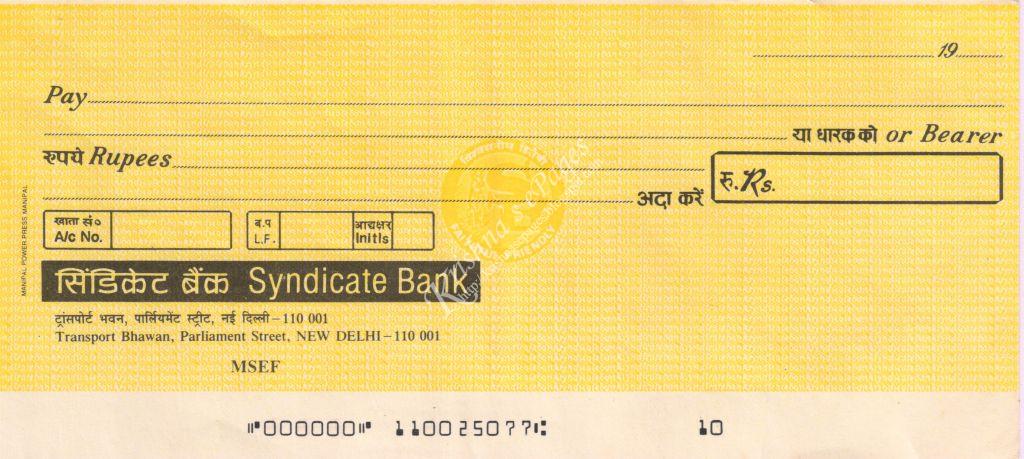 19
Pay
या धारक को or Bearer
रुपये Rupees
अदा करें
रु. Rs.
खाता सं०
A/c No.
ब.प
L.F.
आद्यक्षर
Initls
MANIPAL POWER PRESS MANIPAL
सिंडिकेट बैंक Syndicate Bank
ट्रांसपोर्ट भवन, पार्लियमेंट स्ट्रीट, नई दिल्ली – 110 001
Transport Bhawan, Parliament Street, NEW DELHI – 110 001
MSEF
⑈000000⑈ 110025077⑆ 10